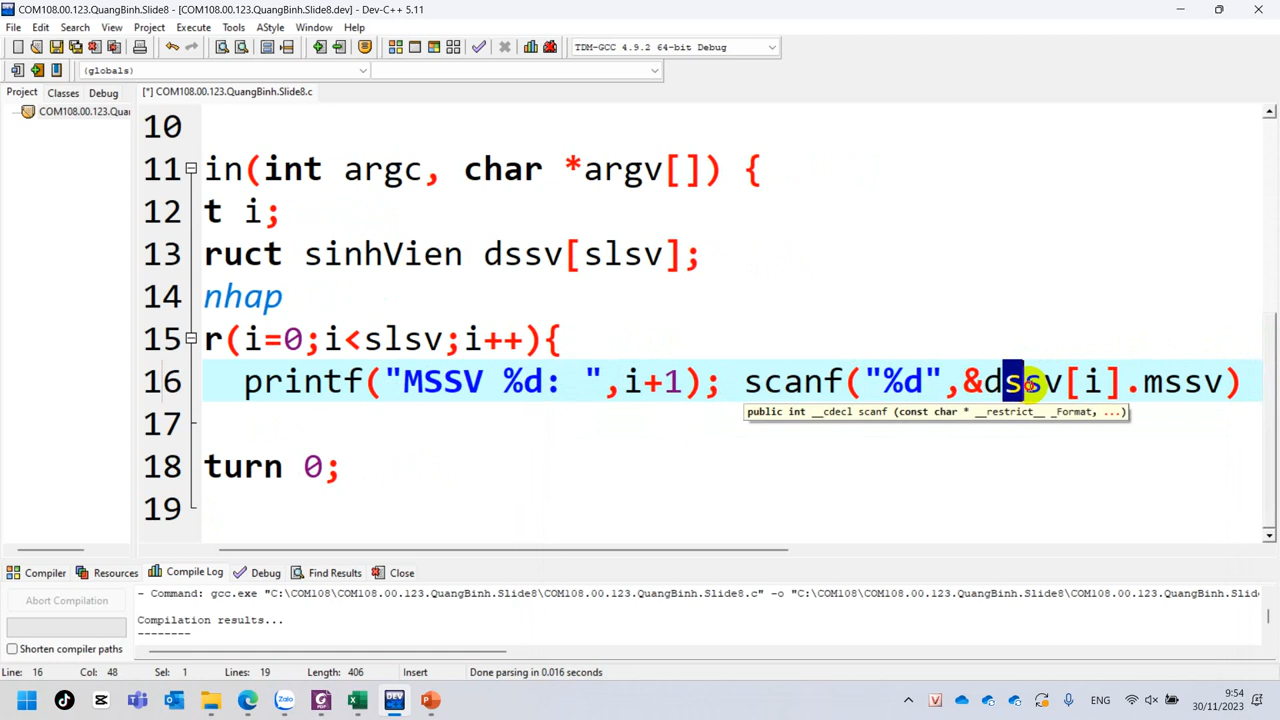 COM108.00.123.QuangBinh.Slide8 - [COM108.00.123.QuangBinh.Slide8.dev] - Dev-C++ 5.11
File Edit Search View Project Execute Tools AStyle Window Help
TDM-GCC 4.9.2 64-bit Debug
(globals)
Project Classes Debug
[*] COM108.00.123.QuangBinh.Slide8.c
COM108.00.123.Qua
10
11 in(int argc, char *argv[]) {
12 t i;
13 ruct sinhVien dssv[slsv];
14 nhap
15 r(i=0;i<slsv;i++){
16 printf("MSSV %d: ",i+1); scanf("%d",&dssv[i].mssv)
public int __cdecl scanf (const char * __restrict__ _Format, ...)
17
18 turn 0;
19
Compiler Resources Compile Log Debug Find Results Close
Abort Compilation
Shorten compiler paths
- Command: gcc.exe "C:\COM108\COM108.00.123.QuangBinh.Slide8\COM108.00.123.QuangBinh.Slide8.c" -o "C:\COM108\COM108.00.123.QuangBinh.Slide8\COM108.00.123.QuangBinh.Slide
Compilation results...
--------
Line: 16 Col: 48 Sel: 1 Lines: 19 Length: 406 Insert Done parsing in 0.016 seconds
Zalo
ENG
9:54
30/11/2023